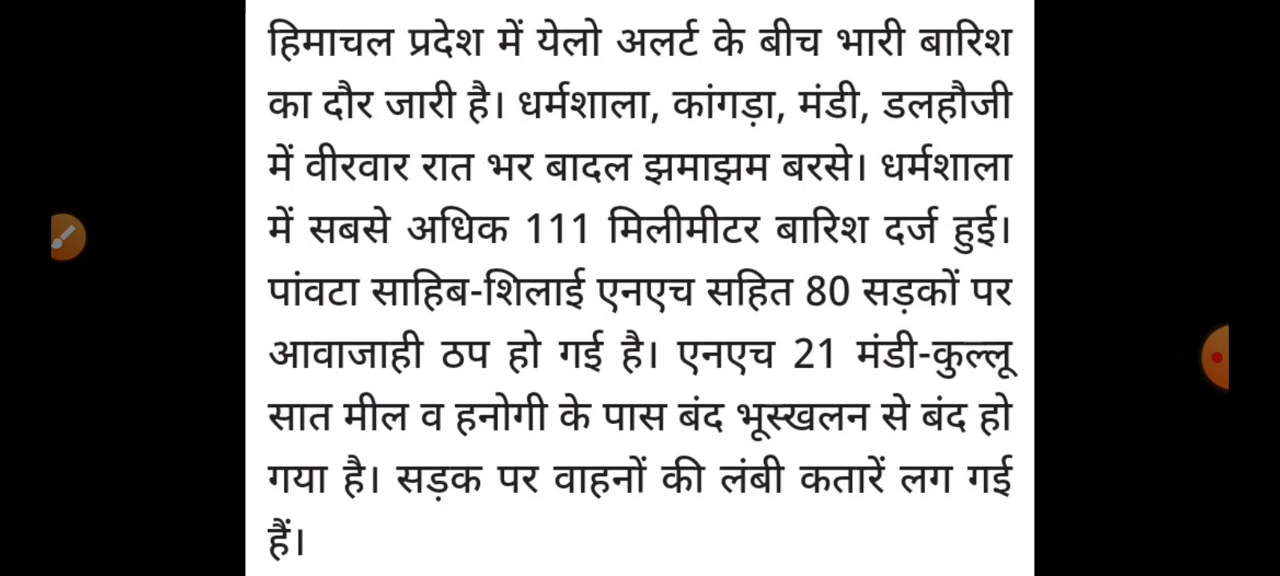 हिमाचल प्रदेश में येलो अलर्ट के बीच भारी बारिश
का दौर जारी है। धर्मशाला, कांगड़ा, मंडी, डलहौजी
में वीरवार रात भर बादल झमाझम बरसे। धर्मशाला
में सबसे अधिक 111 मिलीमीटर बारिश दर्ज हुई।
पांवटा साहिब-शिलाई एनएच सहित 80 सड़कों पर
आवाजाही ठप हो गई है। एनएच 21 मंडी-कुल्लू
सात मील व हनोगी के पास बंद भूस्खलन से बंद हो
गया है। सड़क पर वाहनों की लंबी कतारें लग गई
हैं।